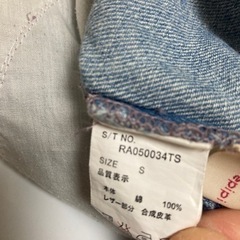 S/T NO.
RA050034TS
SIZE S
品質表示
本体 綿 100%
レザー部分 合成皮革